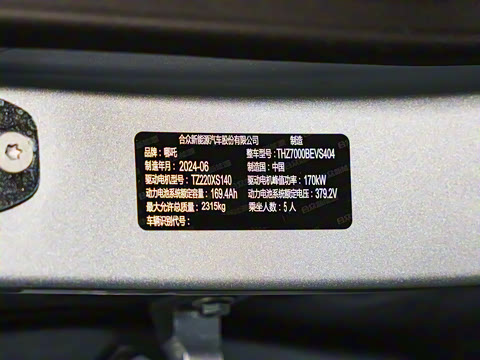 合众新能源汽车股份有限公司 制造
品牌：哪吒 整车型号：THZ7000BEVS404
制造年月：2024-06 制造国：中国
驱动电机型号：TZ220XS140 驱动电机峰值功率：170kW
动力电池系统额定容量：169.4Ah 动力电池系统额定电压：379.2V
最大允许总质量：2315kg 乘坐人数：5人
车辆识别代号：